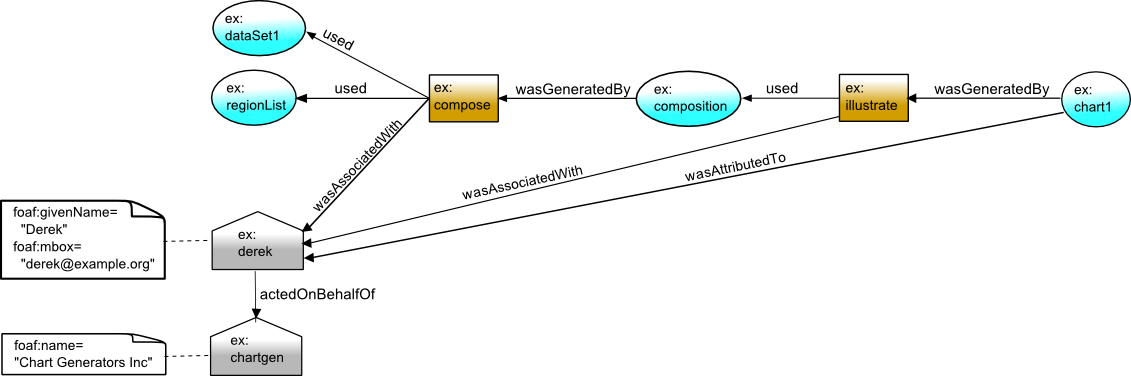 ex:
dataSet1
used
ex:
regionList
used
ex:
compose
wasGeneratedBy
ex:
composition
used
ex:
illustrate
wasGeneratedBy
ex:
chart1
wasAssociatedWith
wasAssociatedWith
wasAttributedTo
foaf:givenName=
"Derek"
foaf:mbox=
"derek@example.org"
ex:
derek
actedOnBehalfOf
foaf:name=
"Chart Generators Inc"
ex:
chartgen